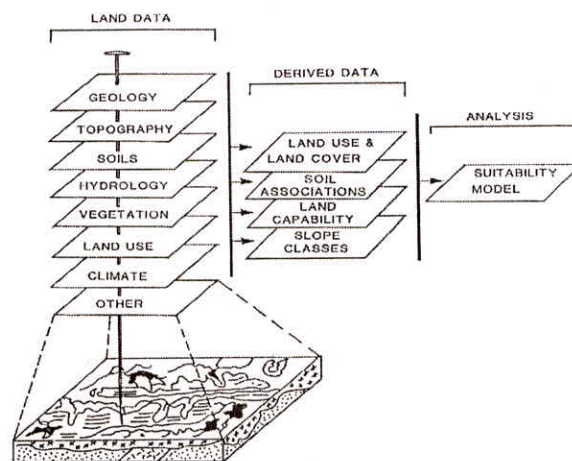 LAND DATA
GEOLOGY
TOPOGRAPHY
SOILS
HYDROLOGY
VEGETATION
LAND USE
CLIMATE
OTHER
DERIVED DATA
LAND USE &
LAND COVER
SOIL
ASSOCIATIONS
LAND
CAPABILITY
SLOPE
CLASSES
ANALYSIS
SUITABILITY
MODEL